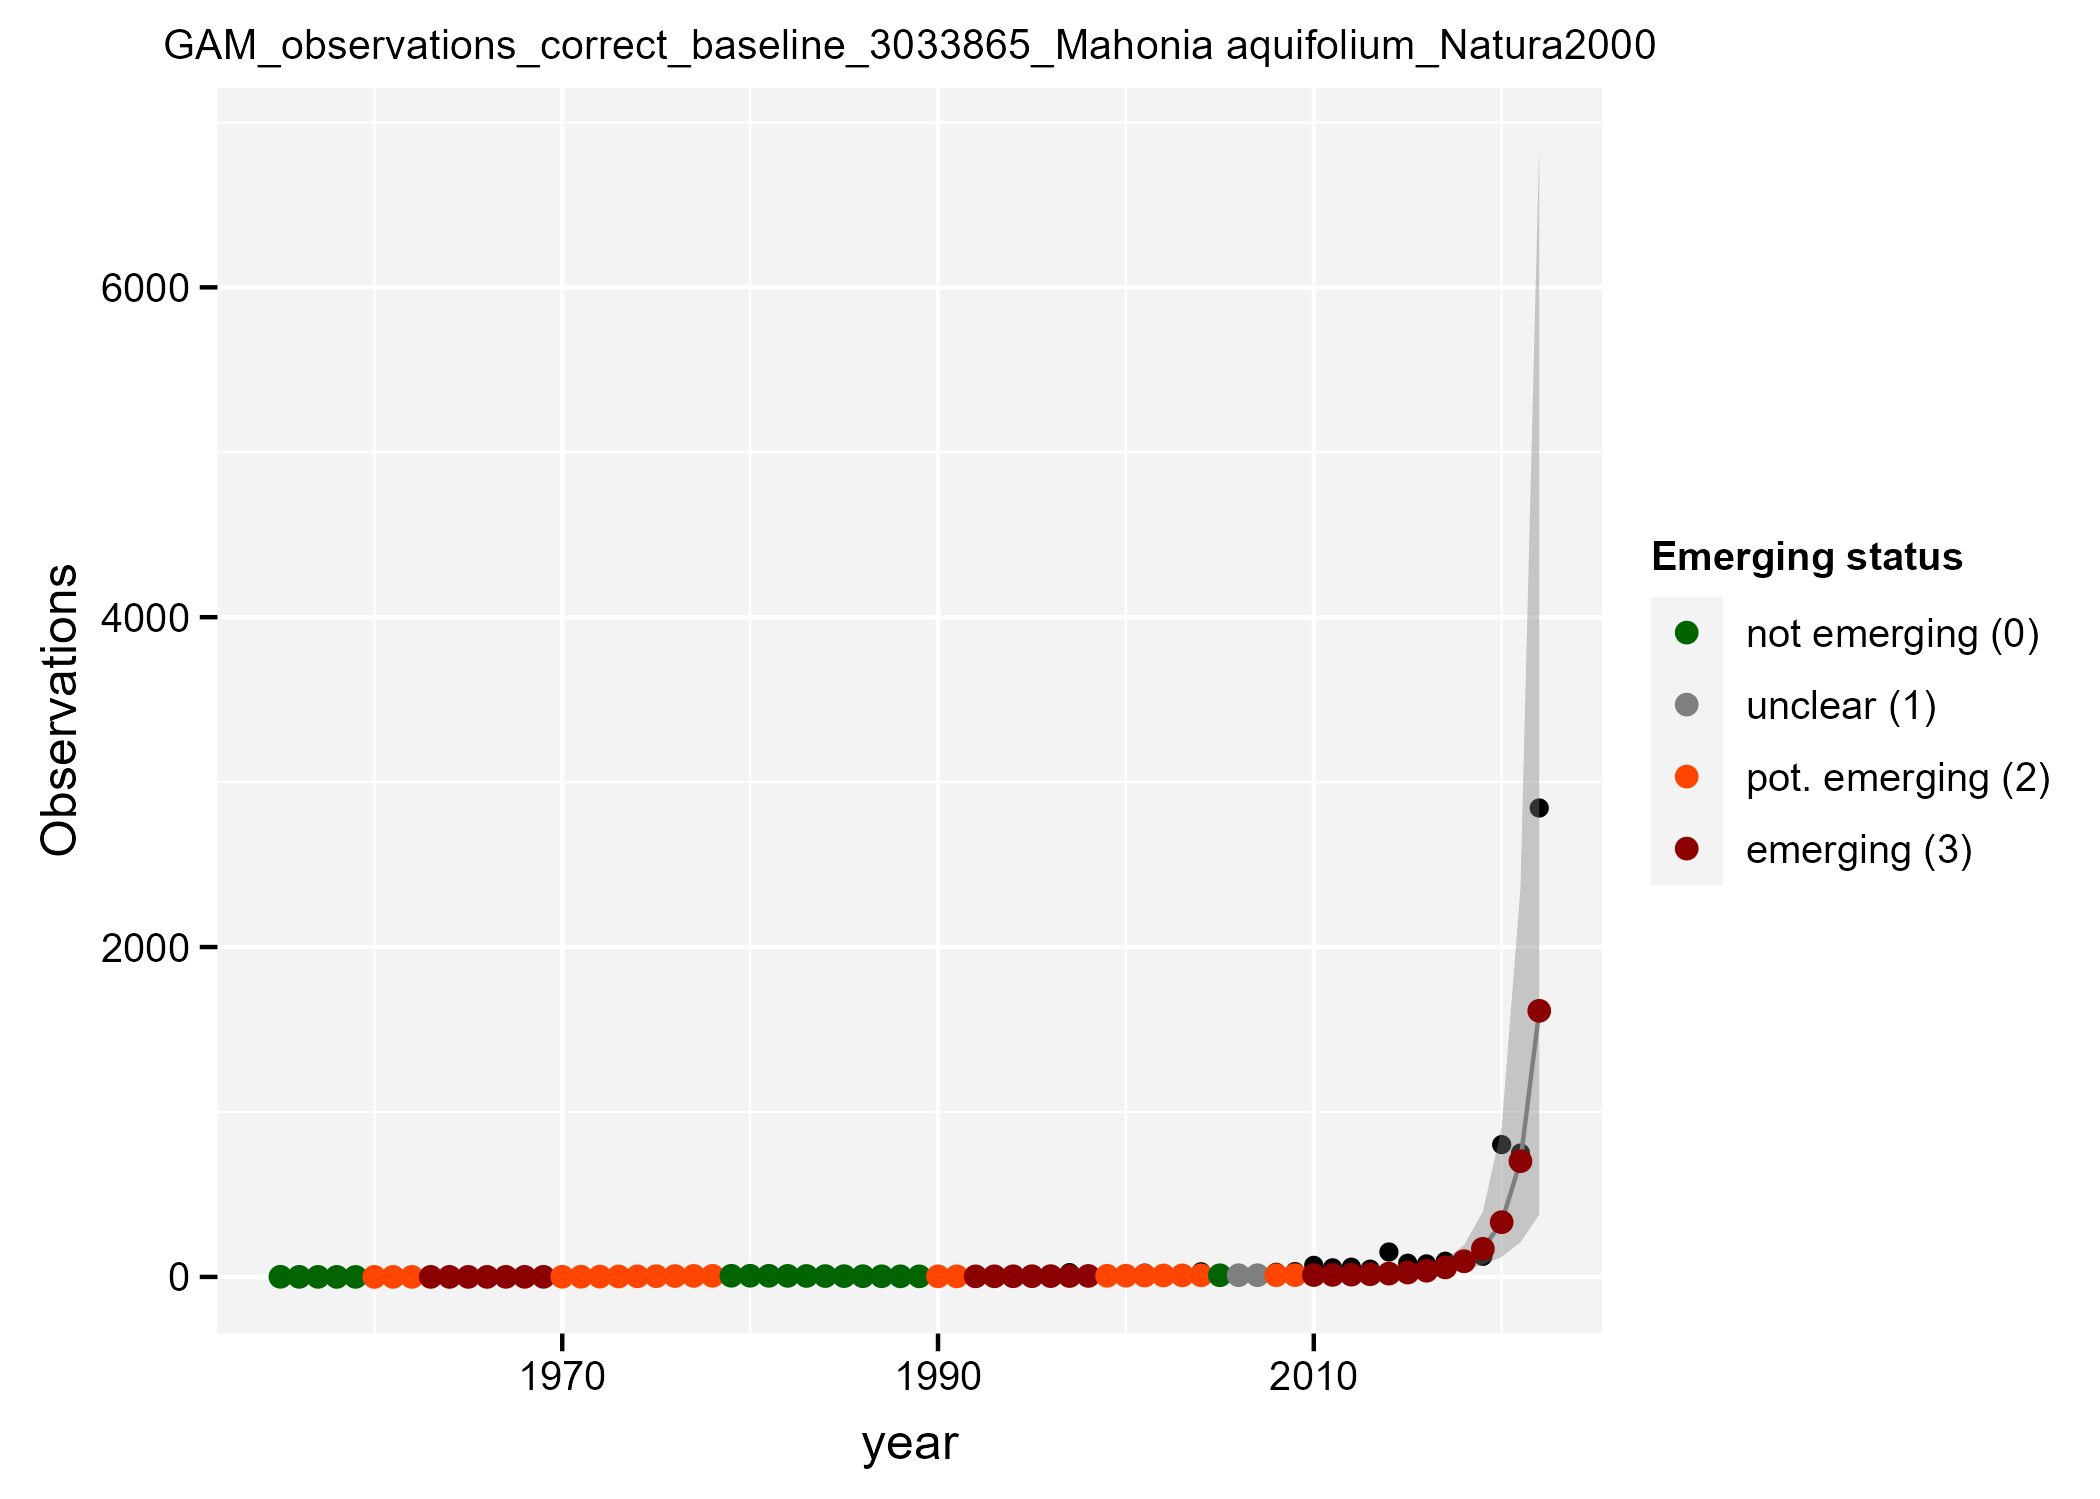 GAM_observations_correct_baseline_3033865_Mahonia aquifolium_Natura2000
Observations
6000
4000
2000
0
1970
1990
2010
year
Emerging status
not emerging (0)
unclear (1)
pot. emerging (2)
emerging (3)